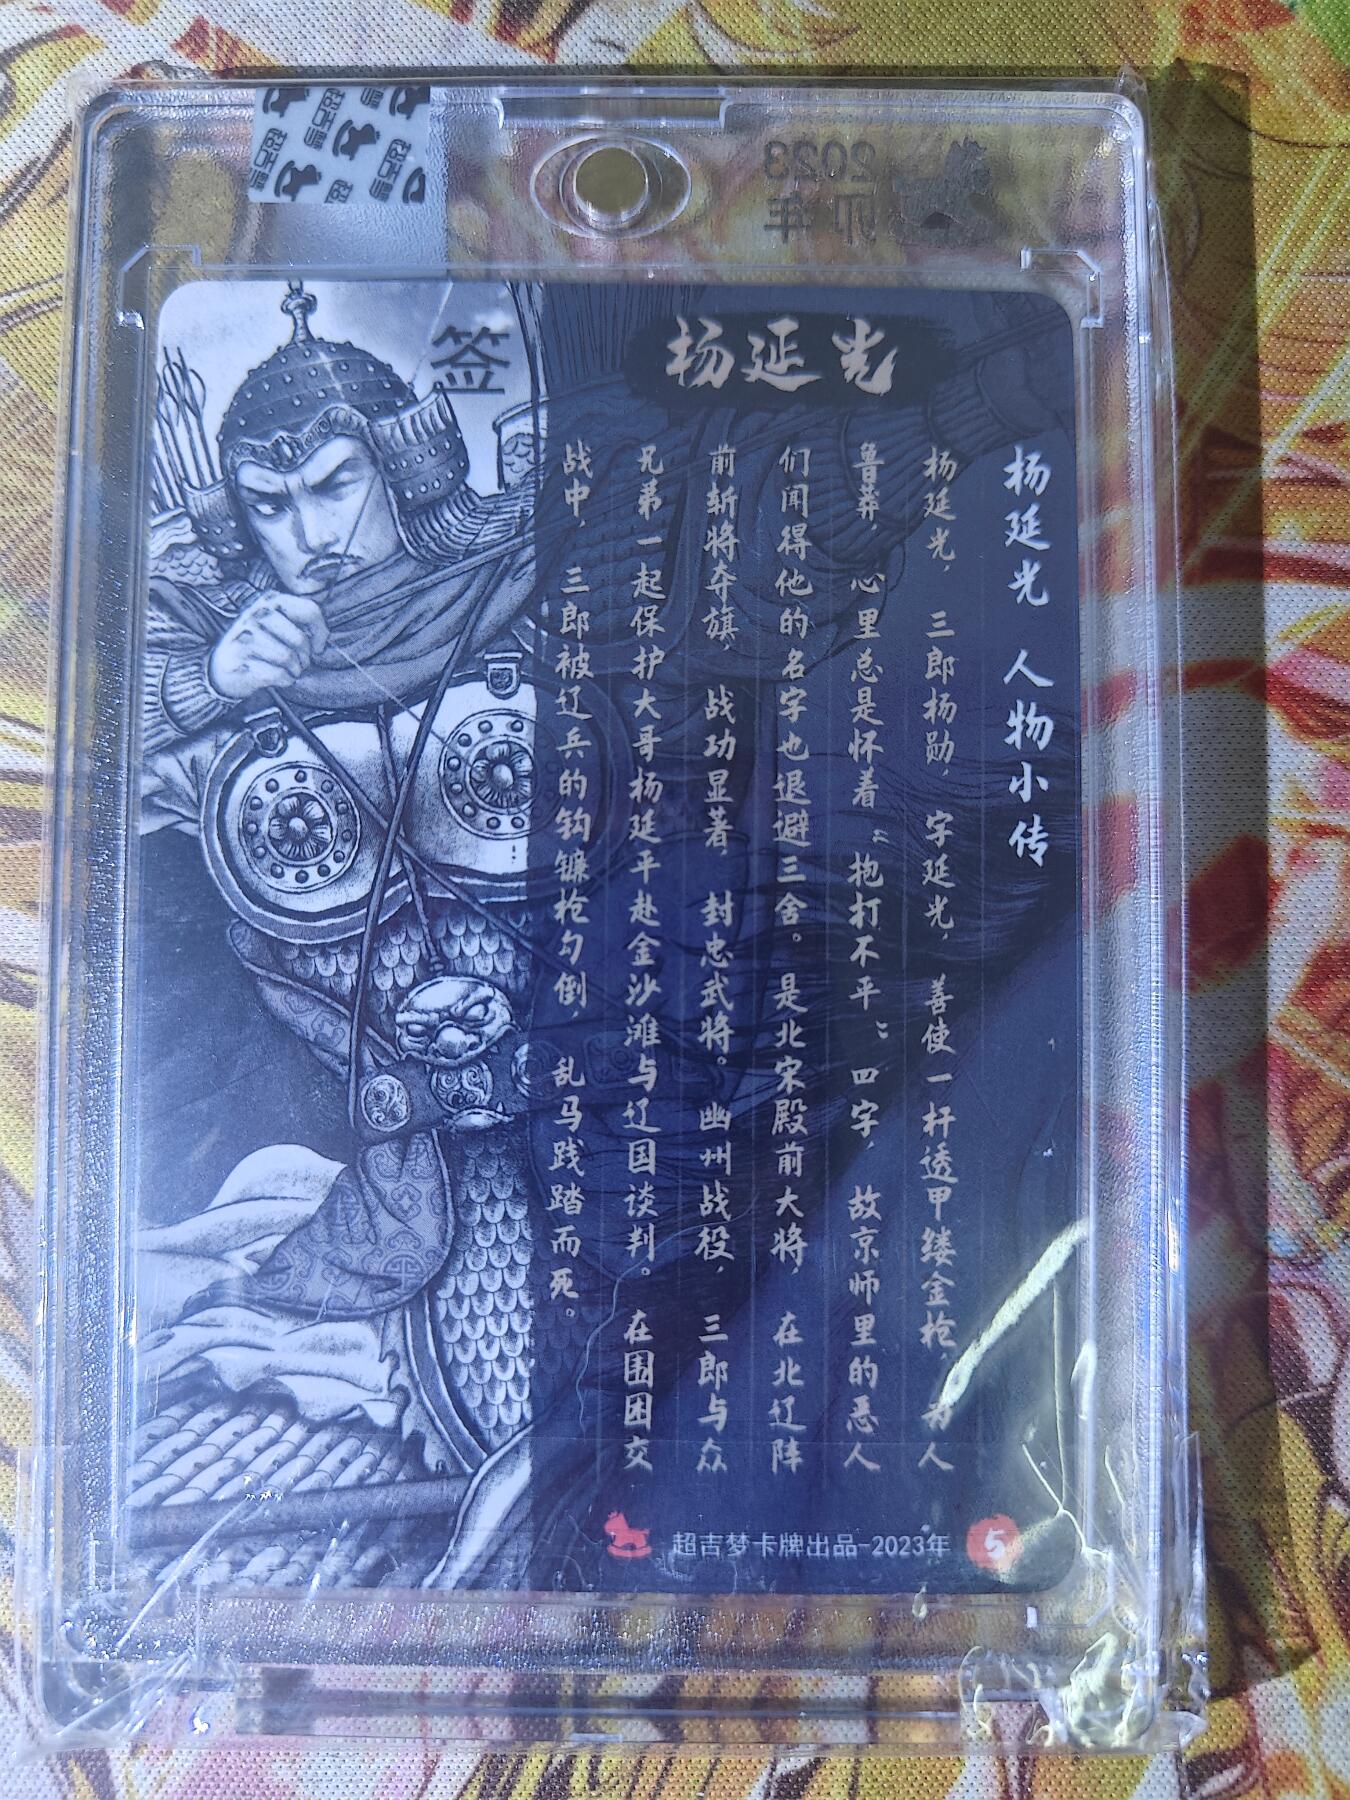 2023
卯年
签
杨延光
杨延光 人物小传
杨延光,三郎杨勋,字延光,善使一杆透甲缕金枪,为人
鲁莽,心里总是怀着“抱打不平”四字,故京师里的恶人
们闻得他的名字也退避三舍。是北宋殿前大将,在北辽阵
前斩将夺旗,战功显著,封忠武将。幽州战役,三郎与众
兄弟一起保护大哥杨延平赴金沙滩与辽国谈判。在围困交
战中,三郎被辽兵的钩镰枪勾倒,乱马践踏而死。
超吉梦卡牌出品-2023年
5